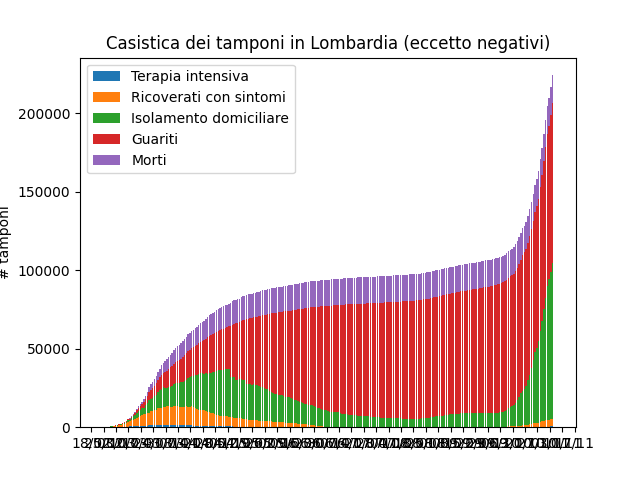 Casistica dei tamponi in Lombardia (eccetto negativi)
Terapia intensiva
Ricoverati con sintomi
Isolamento domiciliare
Guariti
Morti
200000
150000
100000
50000
0
# tamponi